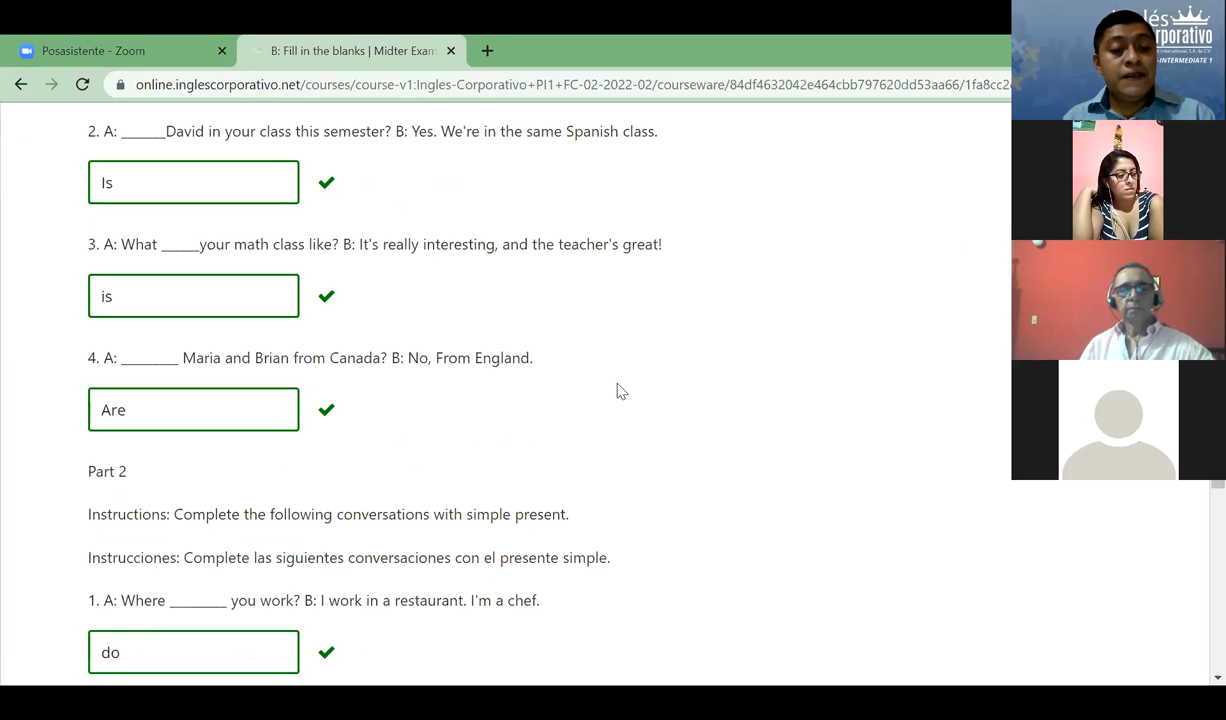 Posasistente - Zoom
B: Fill in the blanks | Midter Exam
online.inglescorporativo.net/courses/course-v1:Ingles-Corporativo+PI1+FC-02-2022-02/courseware/84df4632042e464cbb797620dd53aa66/1fa8cc2
2. A: _______David in your class this semester? B: Yes. We're in the same Spanish class.
Is
3. A: What ______your math class like? B: It's really interesting, and the teacher's great!
is
4. A: _________ Maria and Brian from Canada? B: No, From England.
Are
Part 2
Instructions: Complete the following conversations with simple present.
Instrucciones: Complete las siguientes conversaciones con el presente simple.
1. A: Where _________ you work? B: I work in a restaurant. I'm a chef.
do